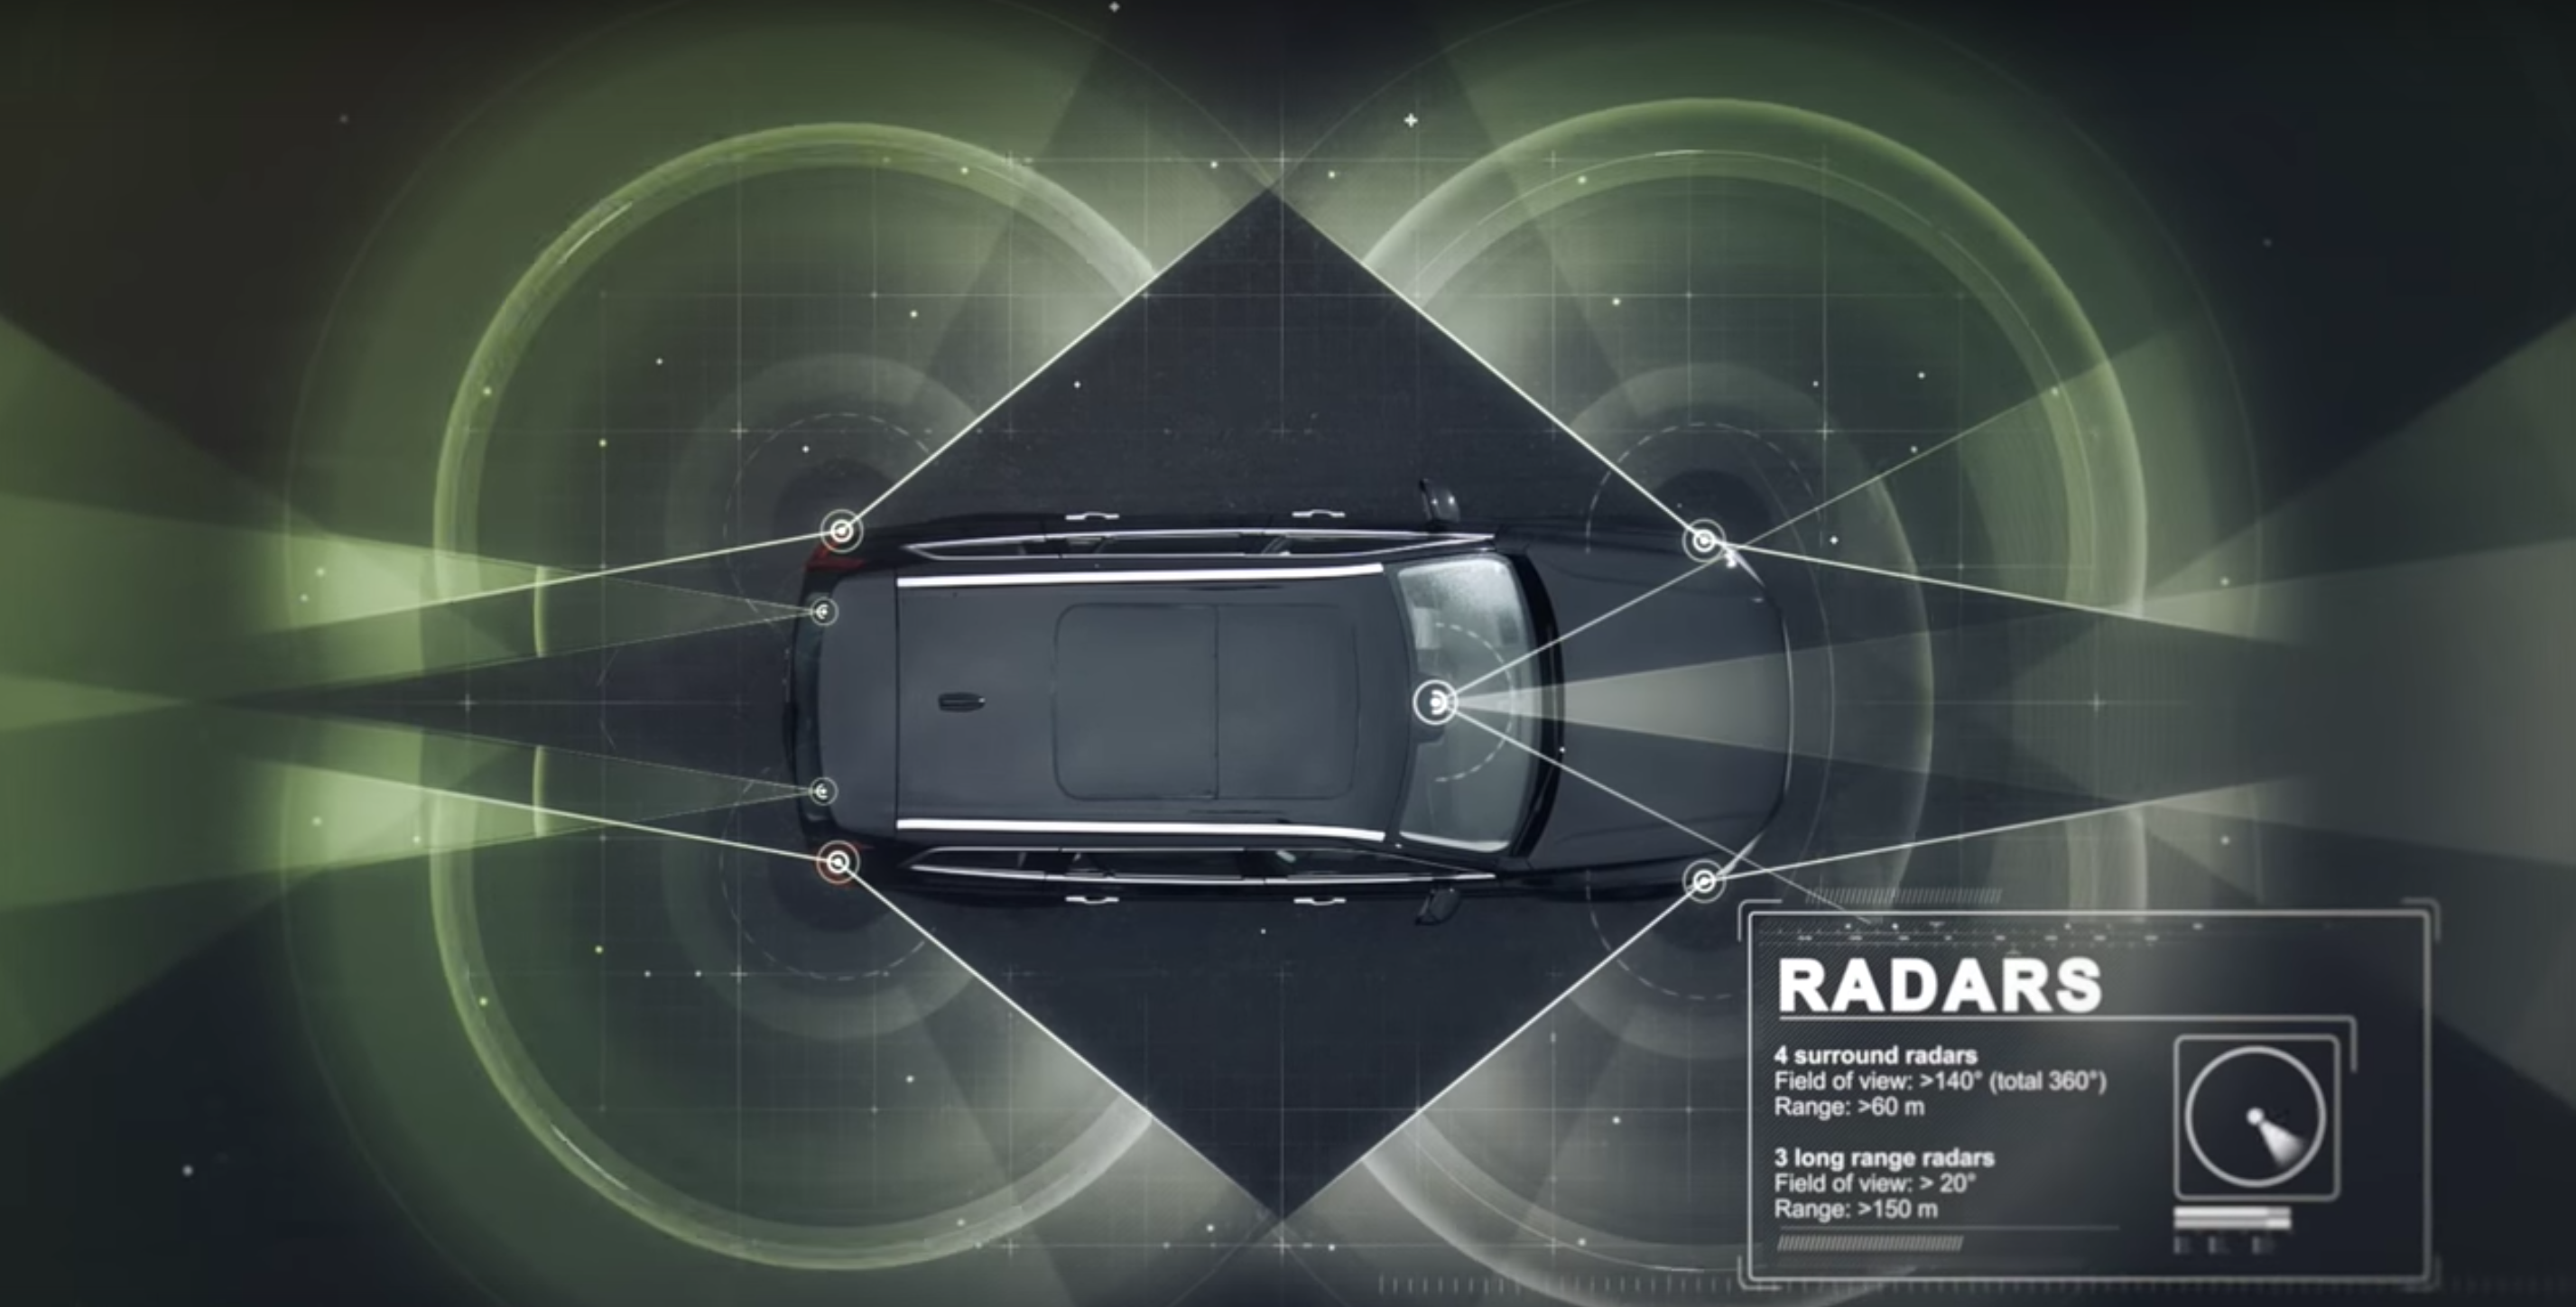 RADARS
4 surround radars
Field of view: >140° (total 360°)
Range: >60 m
3 long range radars
Field of view: > 20°
Range: >150 m